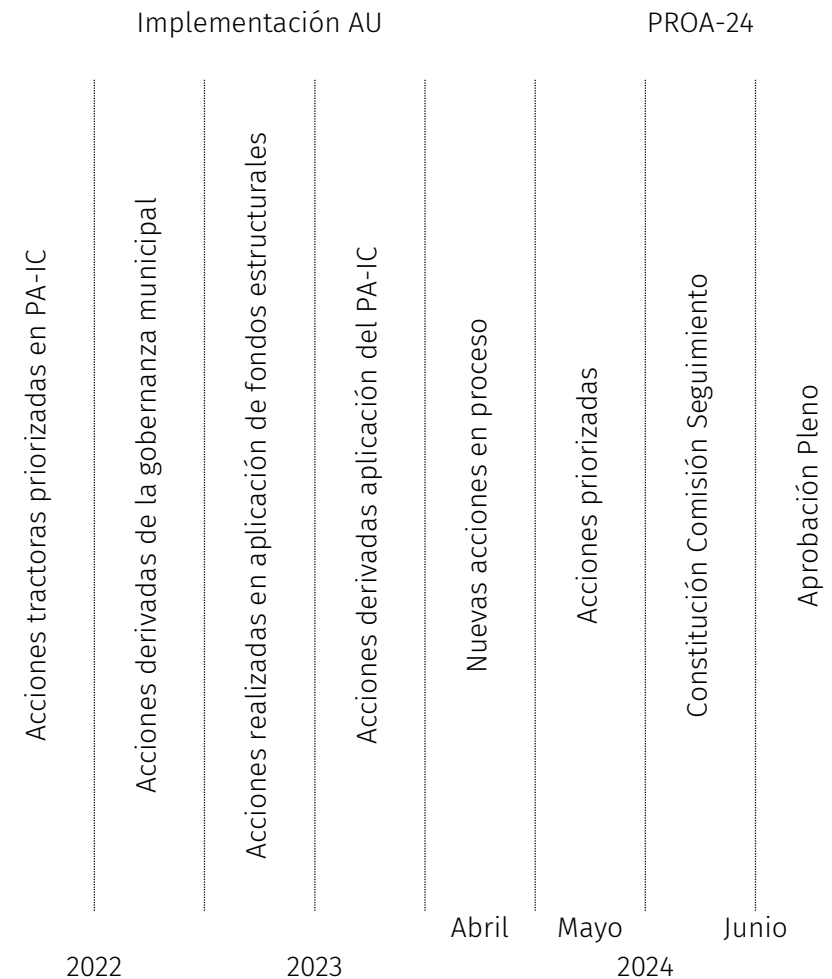 Implementación AU
PROA-24
Acciones tractoras priorizadas en PA-IC
Acciones derivadas de la gobernanza municipal
Acciones realizadas en aplicación de fondos estructurales
Acciones derivadas aplicación del PA-IC
Nuevas acciones en proceso
Acciones priorizadas
Constitución Comisión Seguimiento
Aprobación Pleno
Abril
Mayo
Junio
2022
2023
2024